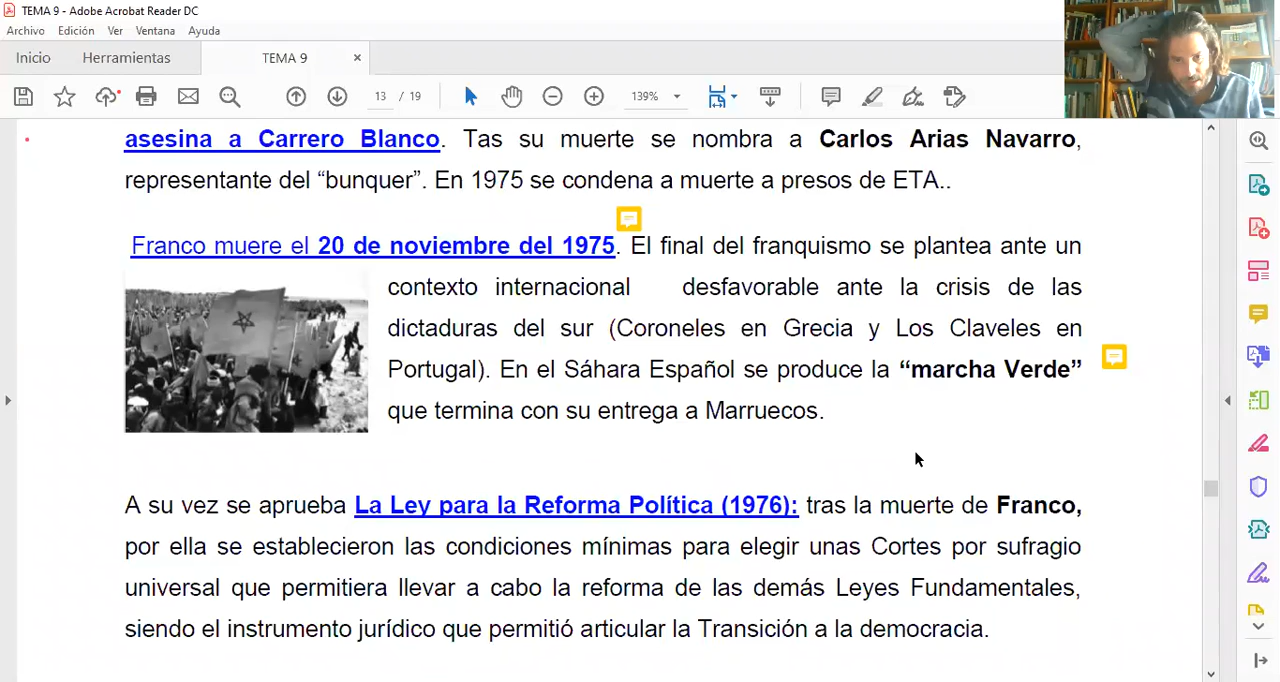 TEMA 9 - Adobe Acrobat Reader DC
Archivo Edición Ver Ventana Ayuda
Inicio Herramientas TEMA 9 ×
13 / 19 139%
asesina a Carrero Blanco. Tas su muerte se nombra a Carlos Arias Navarro,
representante del “bunquer”. En 1975 se condena a muerte a presos de ETA..
Franco muere el 20 de noviembre del 1975. El final del franquismo se plantea ante un
contexto internacional desfavorable ante la crisis de las
dictaduras del sur (Coroneles en Grecia y Los Claveles en
Portugal). En el Sáhara Español se produce la “marcha Verde”
que termina con su entrega a Marruecos.
A su vez se aprueba La Ley para la Reforma Política (1976): tras la muerte de Franco,
por ella se establecieron las condiciones mínimas para elegir unas Cortes por sufragio
universal que permitiera llevar a cabo la reforma de las demás Leyes Fundamentales,
siendo el instrumento jurídico que permitió articular la Transición a la democracia.